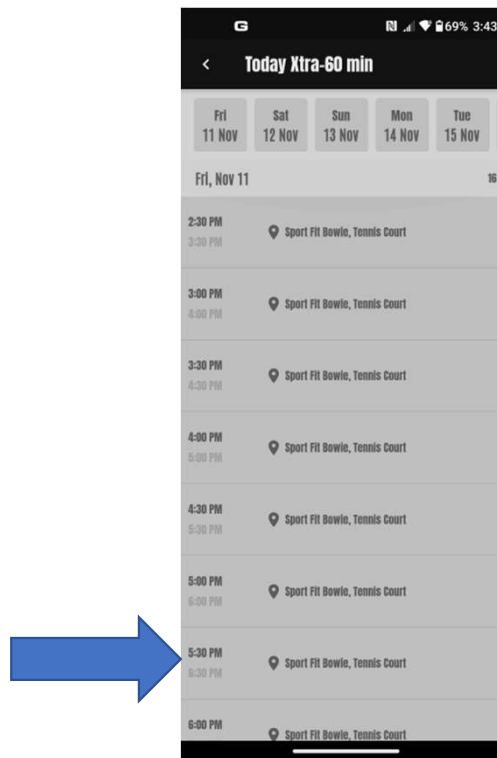 G 69% 3:43
Today Xtra-60 min
Fri Sat Sun Mon Tue
11 Nov 12 Nov 13 Nov 14 Nov 15 Nov
Fri, Nov 11 16
2:30 PM
3:30 PM
Sport Fit Bowie, Tennis Court
3:00 PM
4:00 PM
Sport Fit Bowie, Tennis Court
3:30 PM
4:30 PM
Sport Fit Bowie, Tennis Court
4:00 PM
5:00 PM
Sport Fit Bowie, Tennis Court
4:30 PM
5:30 PM
Sport Fit Bowie, Tennis Court
5:00 PM
6:00 PM
Sport Fit Bowie, Tennis Court
5:30 PM
6:30 PM
Sport Fit Bowie, Tennis Court
6:00 PM
Sport Fit Bowie, Tennis Court